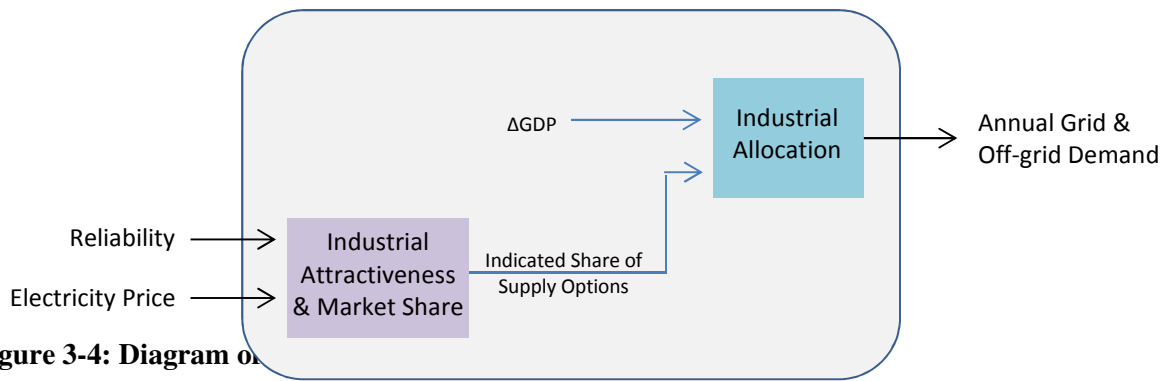 ΔGDP
Industrial
Allocation
Annual Grid &
Off-grid Demand
Reliability
Electricity Price
Industrial
Attractiveness
& Market Share
Indicated Share of
Supply Options
gure 3-4: Diagram o